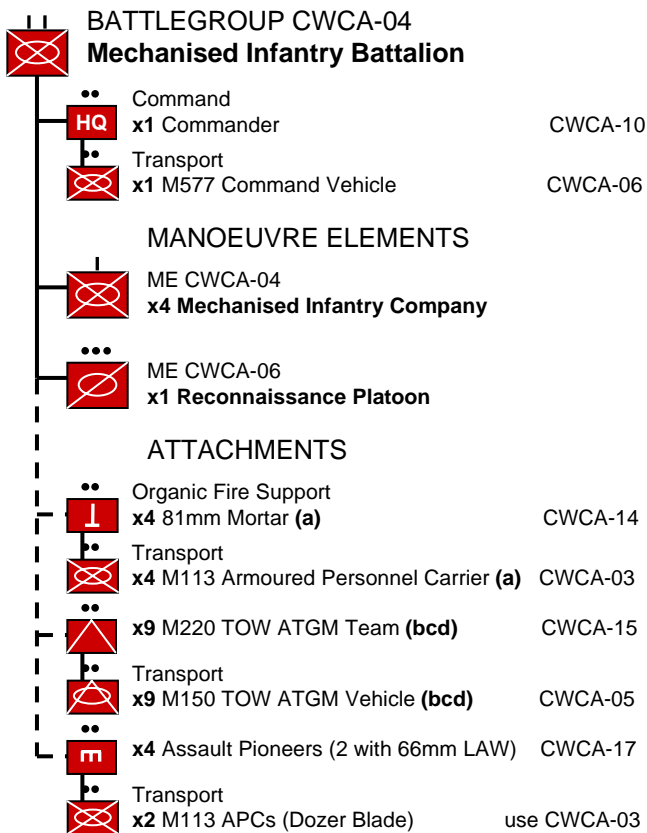 BATTLEGROUP CWCA-04
Mechanised Infantry Battalion
Command
HQ x1 Commander CWCA-10
Transport
x1 M577 Command Vehicle CWCA-06
MANOEUVRE ELEMENTS
ME CWCA-04
x4 Mechanised Infantry Company
ME CWCA-06
x1 Reconnaissance Platoon
ATTACHMENTS
Organic Fire Support
x4 81mm Mortar (a) CWCA-14
Transport
x4 M113 Armoured Personnel Carrier (a) CWCA-03
x9 M220 TOW ATGM Team (bcd) CWCA-15
Transport
x9 M150 TOW ATGM Vehicle (bcd) CWCA-05
x4 Assault Pioneers (2 with 66mm LAW) CWCA-17
Transport
x2 M113 APCs (Dozer Blade) use CWCA-03